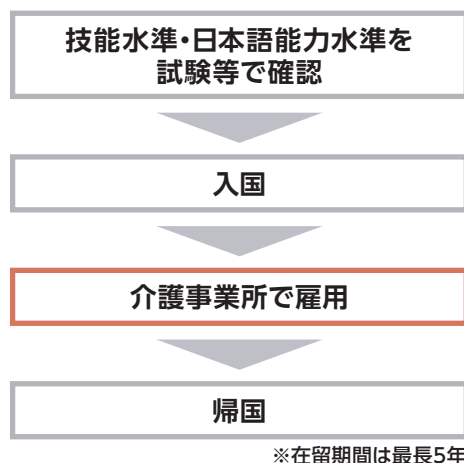 技能水準・日本語能力水準を
試験等で確認
入国
介護事業所で雇用
帰国
※在留期間は最長5年